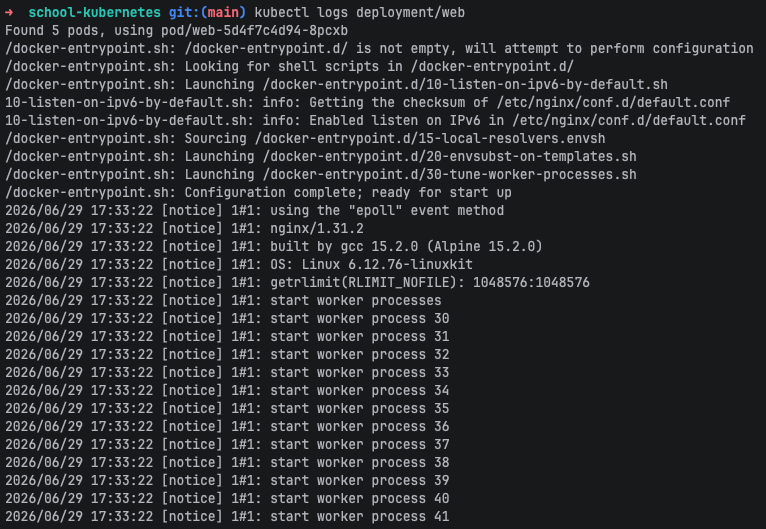 ➜ school-kubernetes git:(main) kubectl logs deployment/web
Found 5 pods, using pod/web-5d4f7c4d94-8pcxb
/docker-entrypoint.sh: /docker-entrypoint.d/ is not empty, will attempt to perform configuration
/docker-entrypoint.sh: Looking for shell scripts in /docker-entrypoint.d/
/docker-entrypoint.sh: Launching /docker-entrypoint.d/10-listen-on-ipv6-by-default.sh
10-listen-on-ipv6-by-default.sh: info: Getting the checksum of /etc/nginx/conf.d/default.conf
10-listen-on-ipv6-by-default.sh: info: Enabled listen on IPv6 in /etc/nginx/conf.d/default.conf
/docker-entrypoint.sh: Sourcing /docker-entrypoint.d/15-local-resolvers.envsh
/docker-entrypoint.sh: Launching /docker-entrypoint.d/20-envsubst-on-templates.sh
/docker-entrypoint.sh: Launching /docker-entrypoint.d/30-tune-worker-processes.sh
/docker-entrypoint.sh: Configuration complete; ready for start up
2026/06/29 17:33:22 [notice] 1#1: using the "epoll" event method
2026/06/29 17:33:22 [notice] 1#1: nginx/1.31.2
2026/06/29 17:33:22 [notice] 1#1: built by gcc 15.2.0 (Alpine 15.2.0)
2026/06/29 17:33:22 [notice] 1#1: OS: Linux 6.12.76-linuxkit
2026/06/29 17:33:22 [notice] 1#1: getrlimit(RLIMIT_NOFILE): 1048576:1048576
2026/06/29 17:33:22 [notice] 1#1: start worker processes
2026/06/29 17:33:22 [notice] 1#1: start worker process 30
2026/06/29 17:33:22 [notice] 1#1: start worker process 31
2026/06/29 17:33:22 [notice] 1#1: start worker process 32
2026/06/29 17:33:22 [notice] 1#1: start worker process 33
2026/06/29 17:33:22 [notice] 1#1: start worker process 34
2026/06/29 17:33:22 [notice] 1#1: start worker process 35
2026/06/29 17:33:22 [notice] 1#1: start worker process 36
2026/06/29 17:33:22 [notice] 1#1: start worker process 37
2026/06/29 17:33:22 [notice] 1#1: start worker process 38
2026/06/29 17:33:22 [notice] 1#1: start worker process 39
2026/06/29 17:33:22 [notice] 1#1: start worker process 40
2026/06/29 17:33:22 [notice] 1#1: start worker process 41